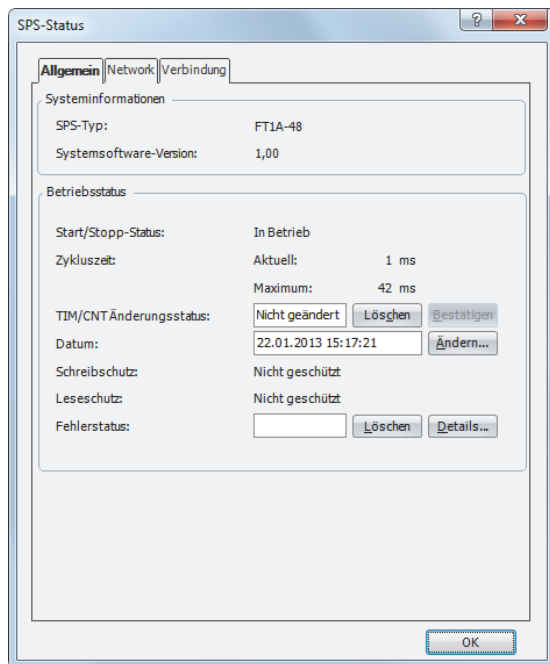 SPS-Status
?
X
Allgemein Network Verbindung
Systeminformationen
SPS-Typ: FT1A-48
Systemsoftware-Version: 1,00
Betriebsstatus
Start/Stopp-Status: In Betrieb
Zykluszeit: Aktuell: 1 ms
Maximum: 42 ms
TIM/CNT Änderungsstatus: Nicht geändert Löschen Bestätigen
Datum: 22.01.2013 15:17:21 Ändern...
Schreibschutz: Nicht geschützt
Leseschutz: Nicht geschützt
Fehlerstatus: Löschen Details...
OK